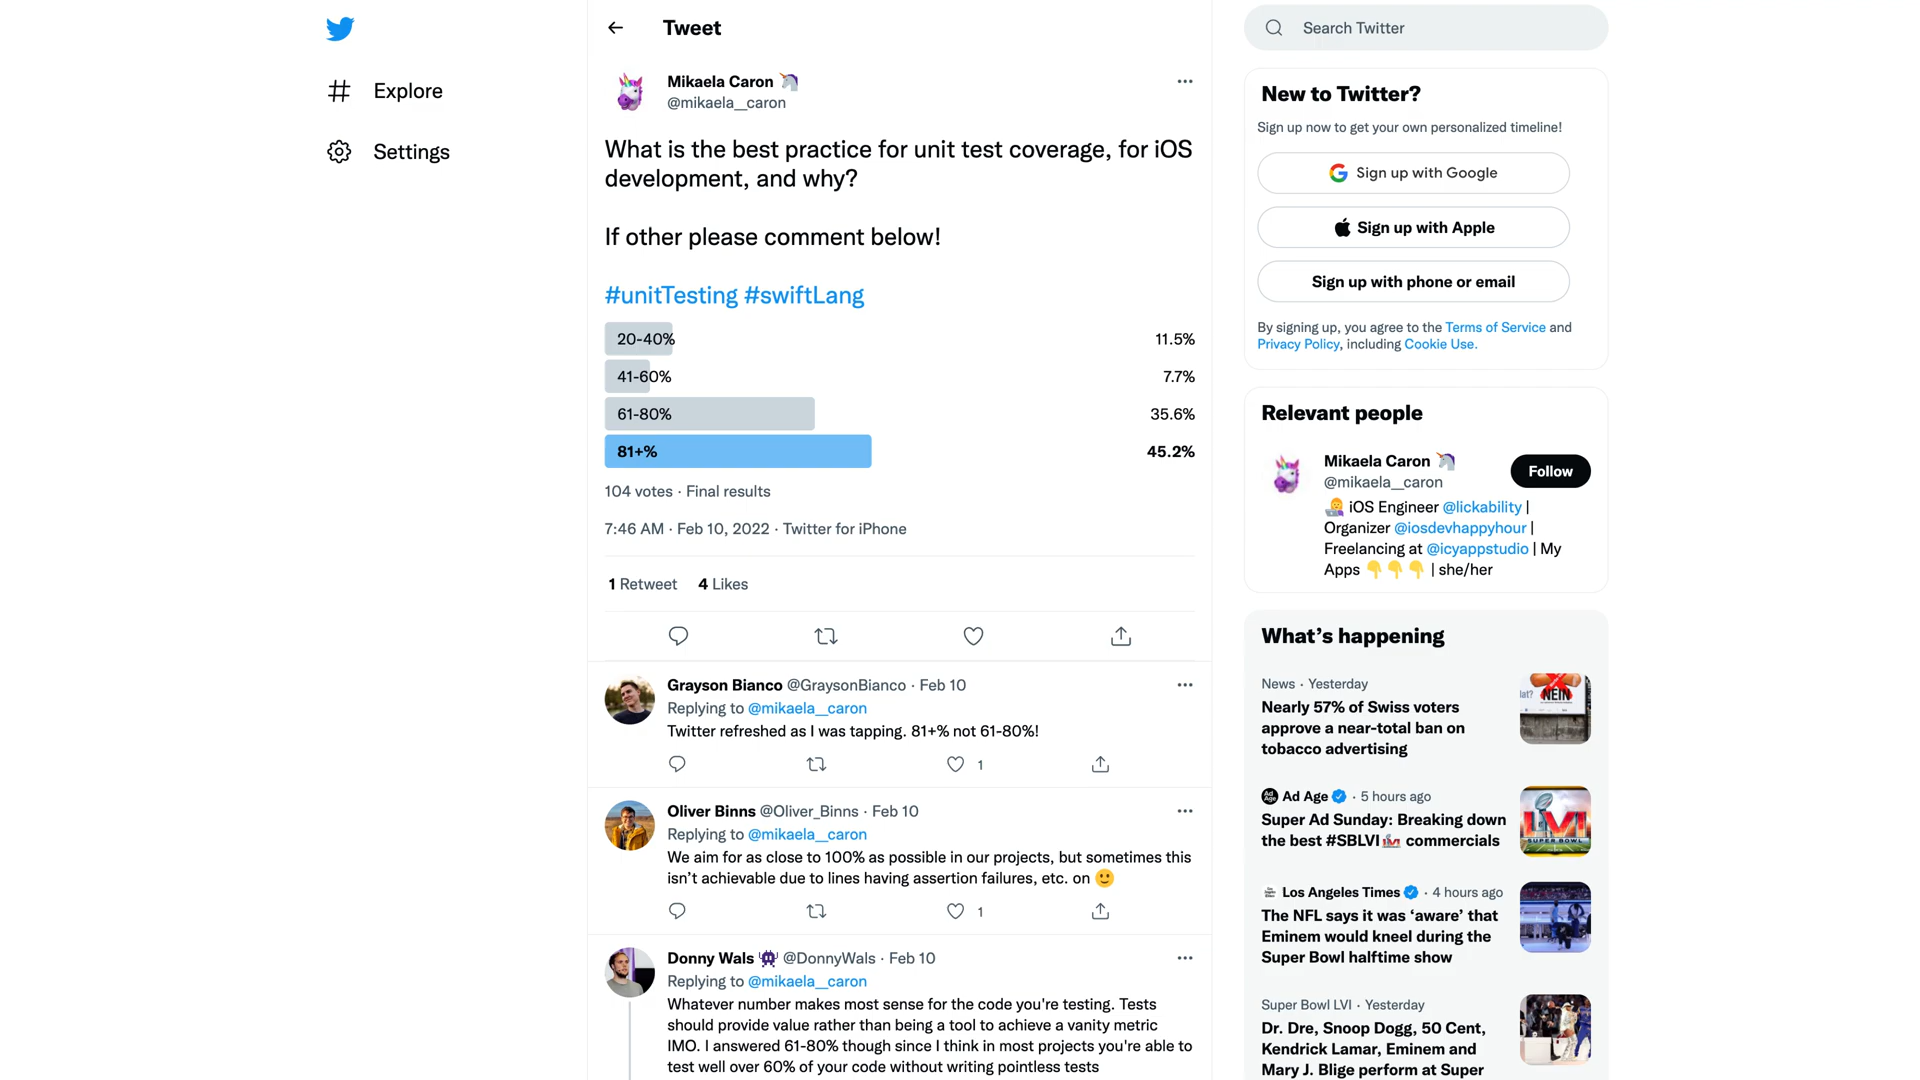 Explore
Settings
Tweet
Mikaela Caron
@mikaela__caron
What is the best practice for unit test coverage, for iOS
development, and why?
If other please comment below!
#unitTesting #swiftLang
20-40% 11.5%
41-60% 7.7%
61-80% 35.6%
81+% 45.2%
104 votes · Final results
7:46 AM · Feb 10, 2022 · Twitter for iPhone
1 Retweet 4 Likes
Grayson Bianco @GraysonBianco · Feb 10
Replying to @mikaela__caron
Twitter refreshed as I was tapping. 81+% not 61-80%!
1
Oliver Binns @Oliver_Binns · Feb 10
Replying to @mikaela__caron
We aim for as close to 100% as possible in our projects, but sometimes this
isn’t achievable due to lines having assertion failures, etc. on 🙂
1
Donny Wals 👾 @DonnyWals · Feb 10
Replying to @mikaela__caron
Whatever number makes most sense for the code you're testing. Tests
should provide value rather than being a tool to achieve a vanity metric
IMO. I answered 61-80% though since I think in most projects you're able to
test well over 60% of your code without writing pointless tests
Search Twitter
New to Twitter?
Sign up now to get your own personalized timeline!
Sign up with Google
Sign up with Apple
Sign up with phone or email
By signing up, you agree to the Terms of Service and
Privacy Policy, including Cookie Use.
Relevant people
Mikaela Caron
@mikaela__caron
Follow
iOS Engineer @lickability |
Organizer @iosdevhappyhour |
Freelancing at @icyappstudio | My
Apps 👇👇👇 | she/her
What’s happening
News · Yesterday
Nearly 57% of Swiss voters
approve a near-total ban on
tobacco advertising
NEIN
Ad Age · 5 hours ago
Super Ad Sunday: Breaking down
the best #SBLVI commercials
LVI
SUPER BOWL
Los Angeles Times · 4 hours ago
The NFL says it was ‘aware’ that
Eminem would kneel during the
Super Bowl halftime show
Super Bowl LVI · Yesterday
Dr. Dre, Snoop Dogg, 50 Cent,
Kendrick Lamar, Eminem and
Mary J. Blige perform at Super